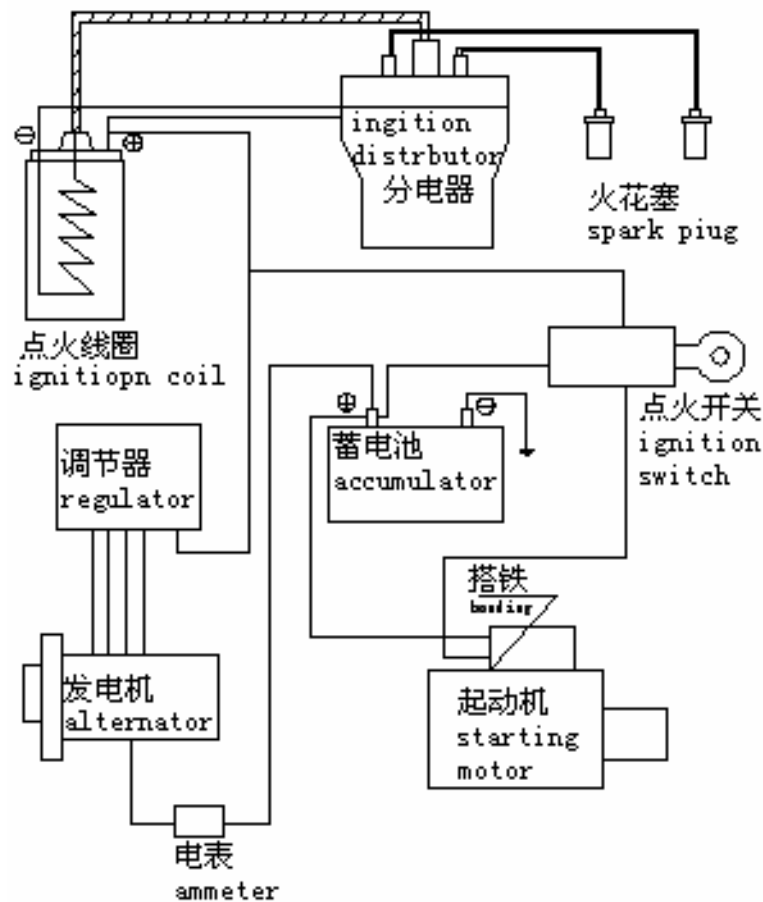 ⊖
⊕
ingition
distrbutor
分电器
火花塞
spark piug
点火线圈
ignitiopn coil
点火开关
ignition
switch
⊕
⊖
蓄电池
accumulator
调节器
regulator
搭铁
bonding
发电机
alternator
起动机
starting
motor
电表
ammeter